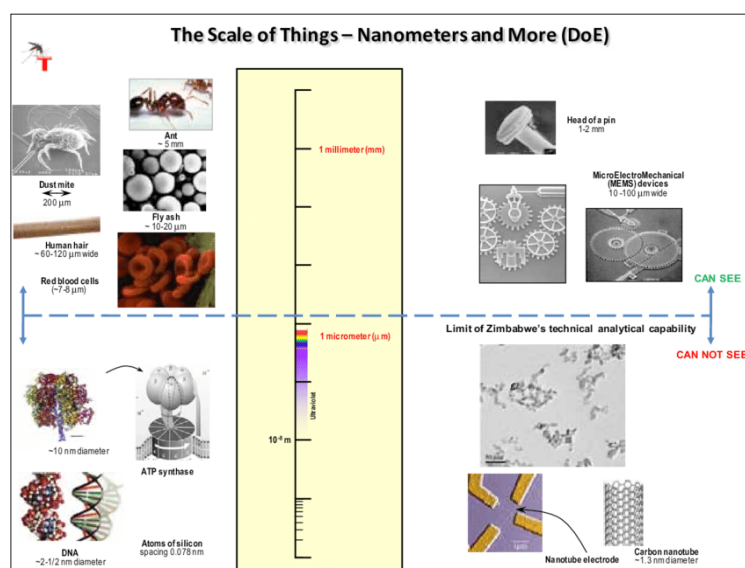 The Scale of Things – Nanometers and More (DoE)
T
Ant
~ 5 mm
Dust mite
200 µm
Fly ash
~ 10-20 µm
Human hair
~ 60-120 µm wide
Red blood cells
(~7-8 µm)
1 millimeter (mm)
Head of a pin
1-2 mm
MicroElectroMechanical
(MEMS) devices
10 -100 µm wide
CAN SEE
Limit of Zimbabwe's technical analytical capability
CAN NOT SEE
1 micrometer (µ m)
Ultraviolet
10⁻⁸ m
~10 nm diameter
ATP synthase
DNA
~2-1/2 nm diameter
Atoms of silicon
spacing 0.078 nm
1µm
Nanotube electrode
Carbon nanotube
~1.3 nm diameter